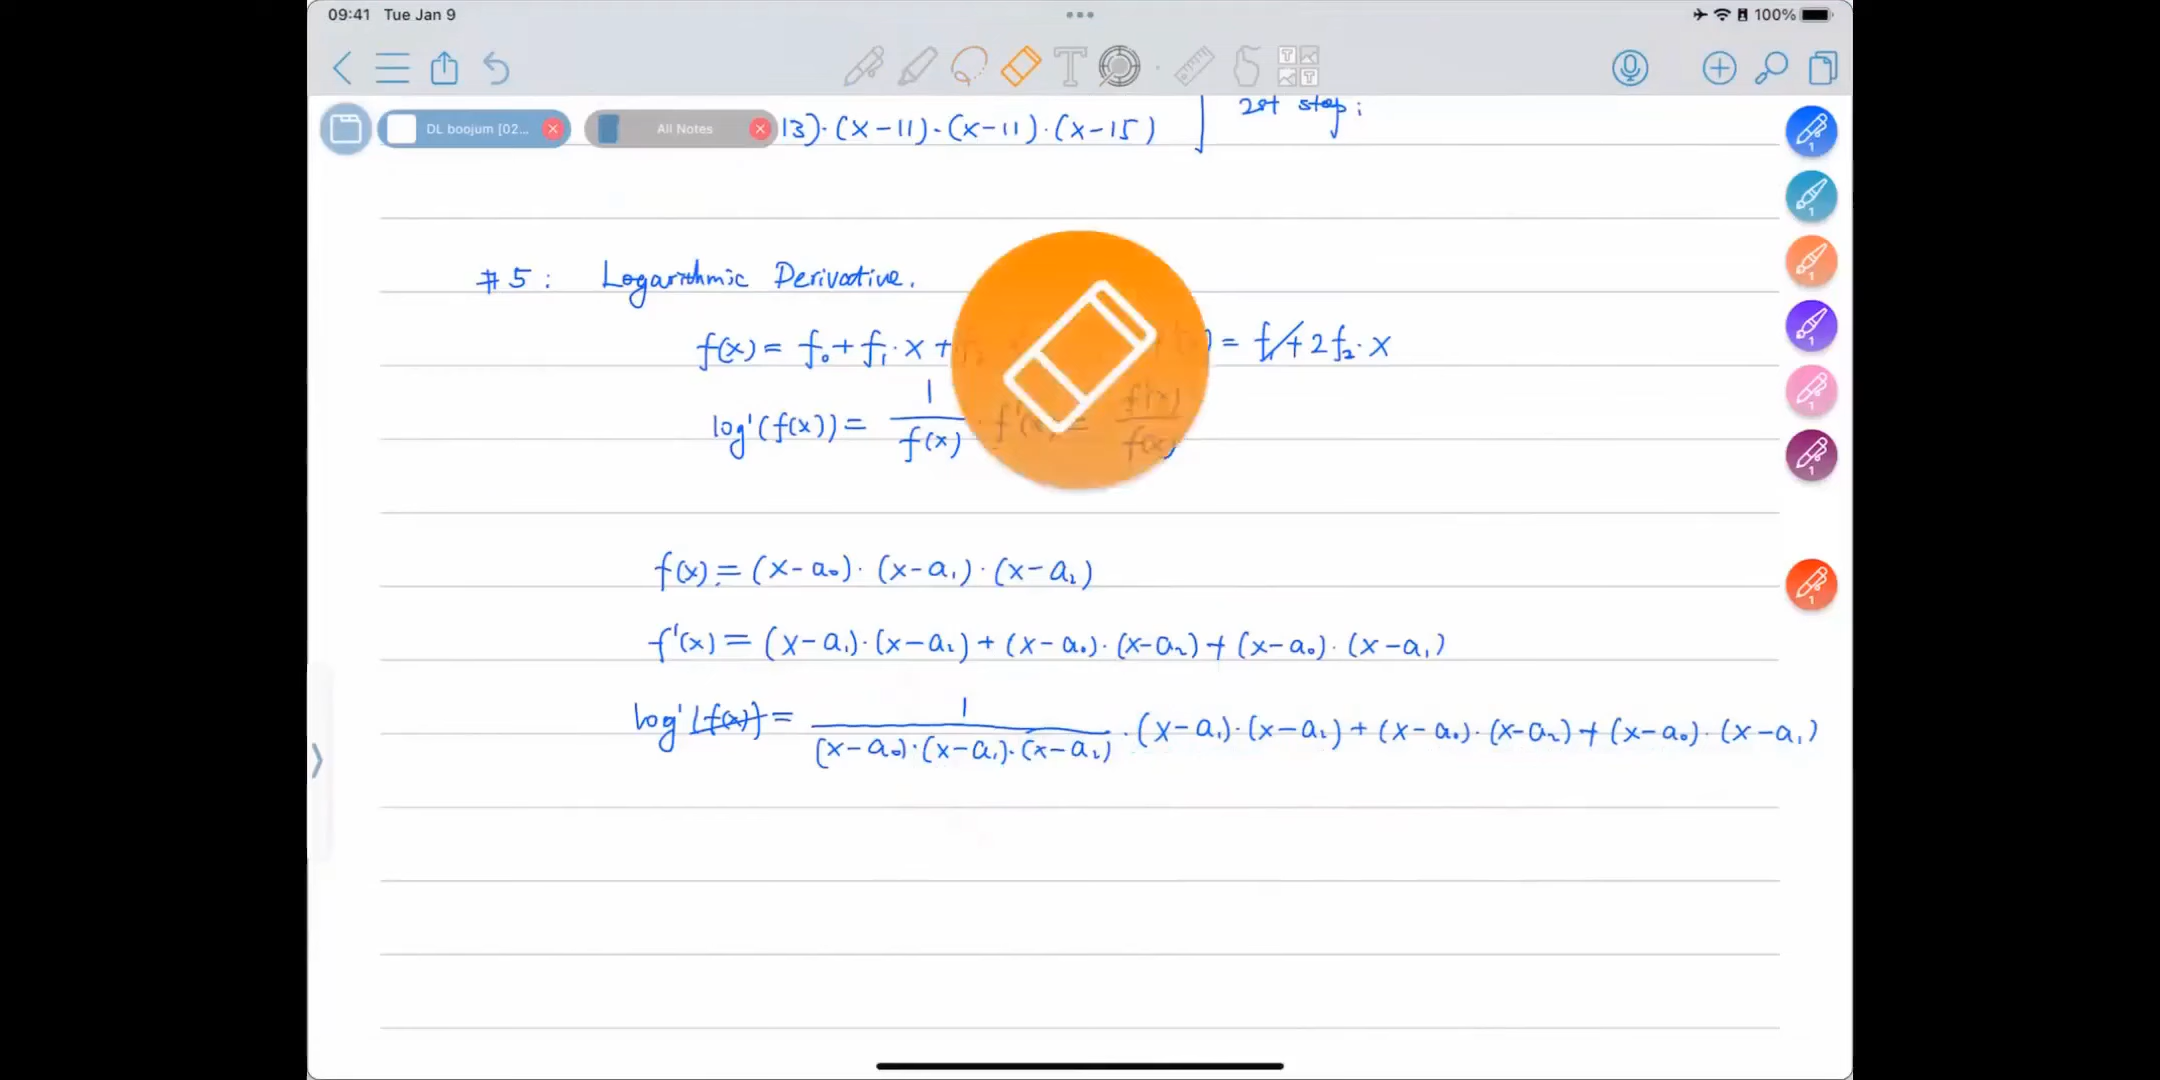 09:41 Tue Jan 9
100%
DL boojum [02...
All Notes
13)·(x-11)·(x-11)·(x-15)
2st step:
#5: Logarithmic Derivative.
f(x) = f₀ + f₁·x + = f₁ + 2f₂·x
log'(f(x)) = 1/f(x) · f'(x) = f'(x)/f(x)
f(x) = (x-a₀)·(x-a₁)·(x-a₂)
f'(x) = (x-a₁)·(x-a₂) + (x-a₀)·(x-a₂) + (x-a₀)·(x-a₁)
log'(f(x)) = 1/((x-a₀)·(x-a₁)·(x-a₂)) · (x-a₁)·(x-a₂) + (x-a₀)·(x-a₂) + (x-a₀)·(x-a₁)